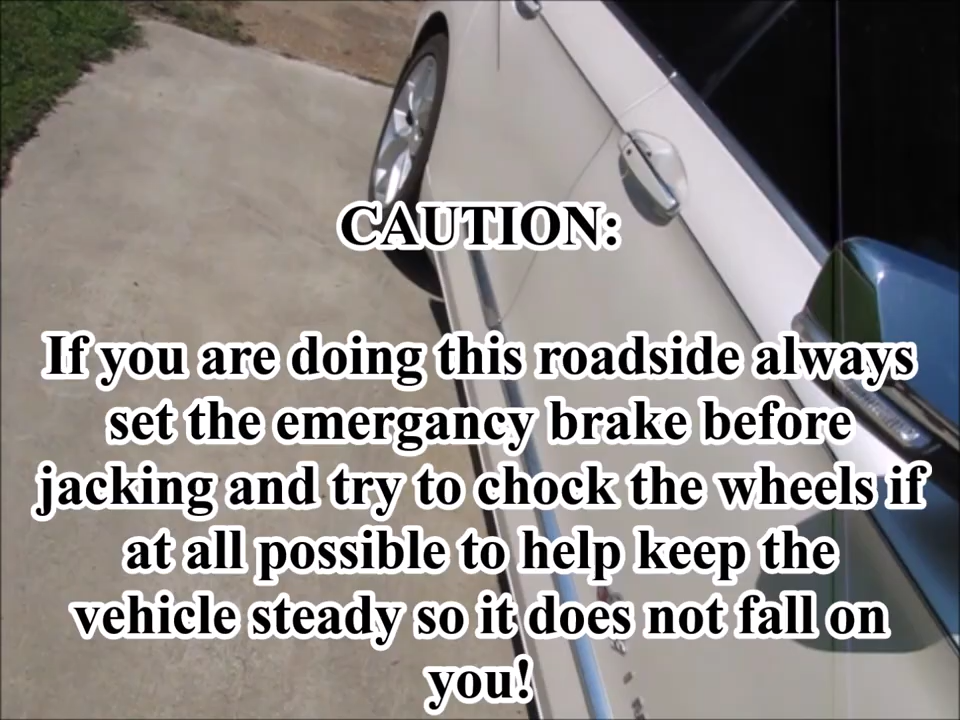 CAUTION:
If you are doing this roadside always
set the emergancy brake before
jacking and try to chock the wheels if
at all possible to help keep the
vehicle steady so it does not fall on
you!